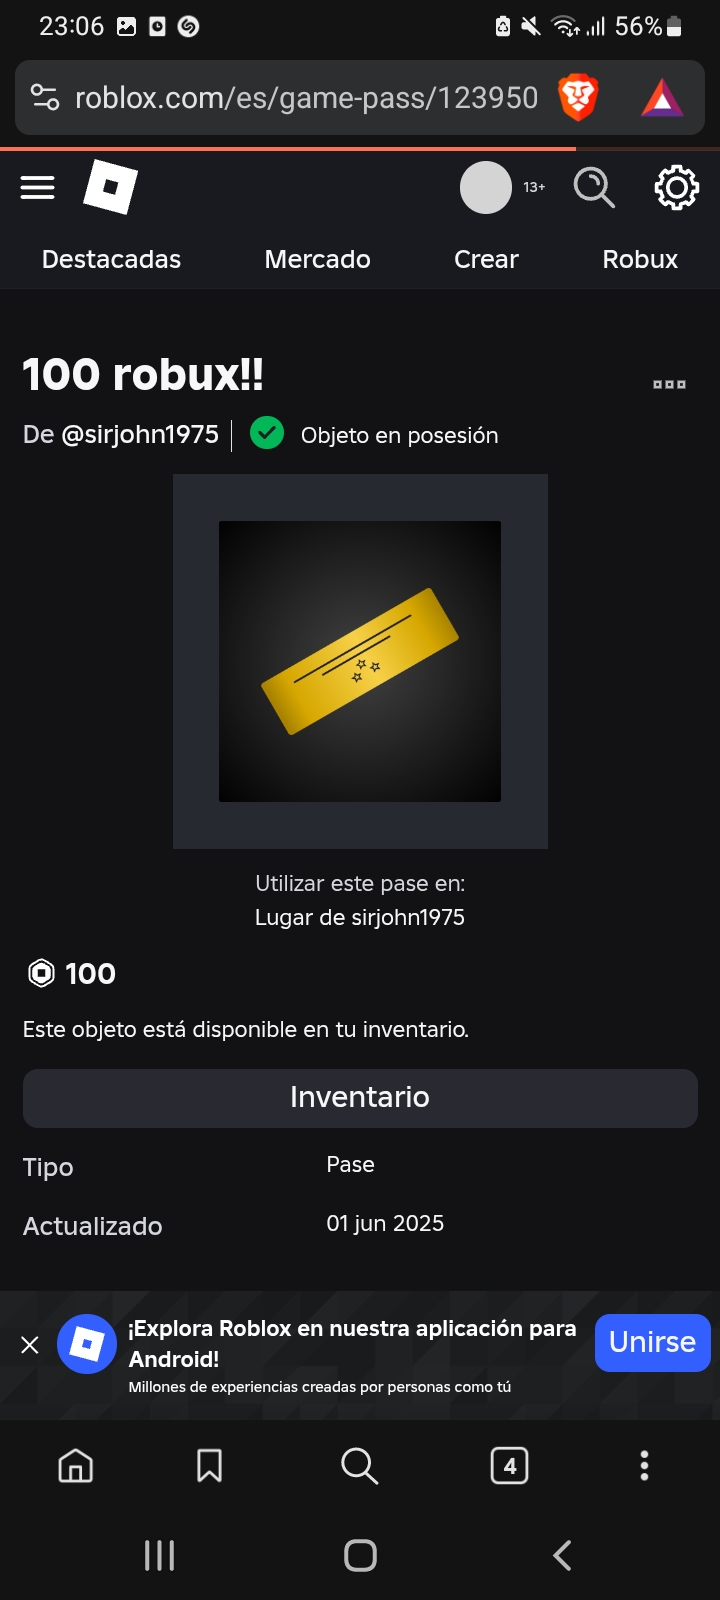 23:06
56%
roblox.com/es/game-pass/123950
13+
Destacadas Mercado Crear Robux
100 robux!!
De @sirjohn1975 Objeto en posesión
Utilizar este pase en:
Lugar de sirjohn1975
100
Este objeto está disponible en tu inventario.
Inventario
Tipo Pase
Actualizado 01 jun 2025
¡Explora Roblox en nuestra aplicación para
Android!
Millones de experiencias creadas por personas como tú
Unirse
4